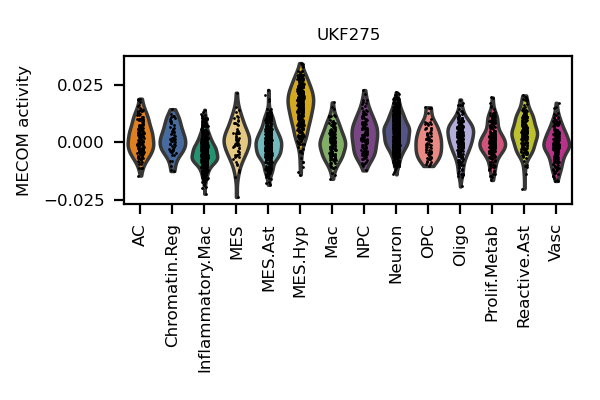 UKF275
MECOM activity
0.025
0.000
−0.025
AC
Chromatin.Reg
Inflammatory.Mac
MES
MES.Ast
MES.Hyp
Mac
NPC
Neuron
OPC
Oligo
Prolif.Metab
Reactive.Ast
Vasc